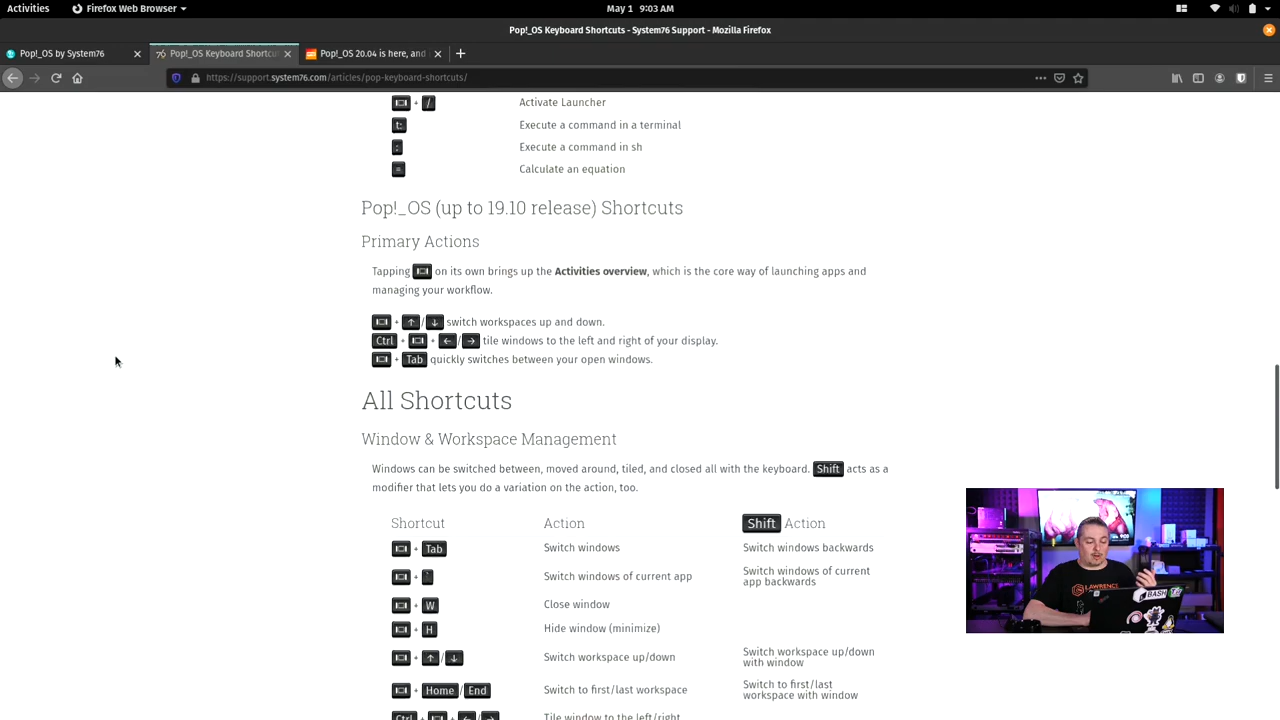 Activities
Firefox Web Browser
May 1 9:03 AM
Pop!_OS Keyboard Shortcuts - System76 Support - Mozilla Firefox
Pop!_OS by System76
Pop!_OS Keyboard Shortcu
Pop!_OS 20.04 is here, and
https://support.system76.com/articles/pop-keyboard-shortcuts/
+ / Activate Launcher
t: Execute a command in a terminal
: Execute a command in sh
= Calculate an equation
Pop!_OS (up to 19.10 release) Shortcuts
Primary Actions
Tapping on its own brings up the Activities overview, which is the core way of launching apps and
managing your workflow.
+ ↑/↓ switch workspaces up and down.
Ctrl + + ←/→ tile windows to the left and right of your display.
+ Tab quickly switches between your open windows.
All Shortcuts
Window & Workspace Management
Windows can be switched between, moved around, tiled, and closed all with the keyboard. Shift acts as a
modifier that lets you do a variation on the action, too.
Shortcut Action Shift Action
+ Tab Switch windows Switch windows backwards
+ ` Switch windows of current app Switch windows of current
app backwards
+ W Close window
+ H Hide window (minimize)
+ ↑/↓ Switch workspace up/down Switch workspace up/down
with window
+ Home/End Switch to first/last workspace Switch to first/last
workspace with window
Ctrl + + ←/→ Tile window to the left/right
LAWRENCE
BASH